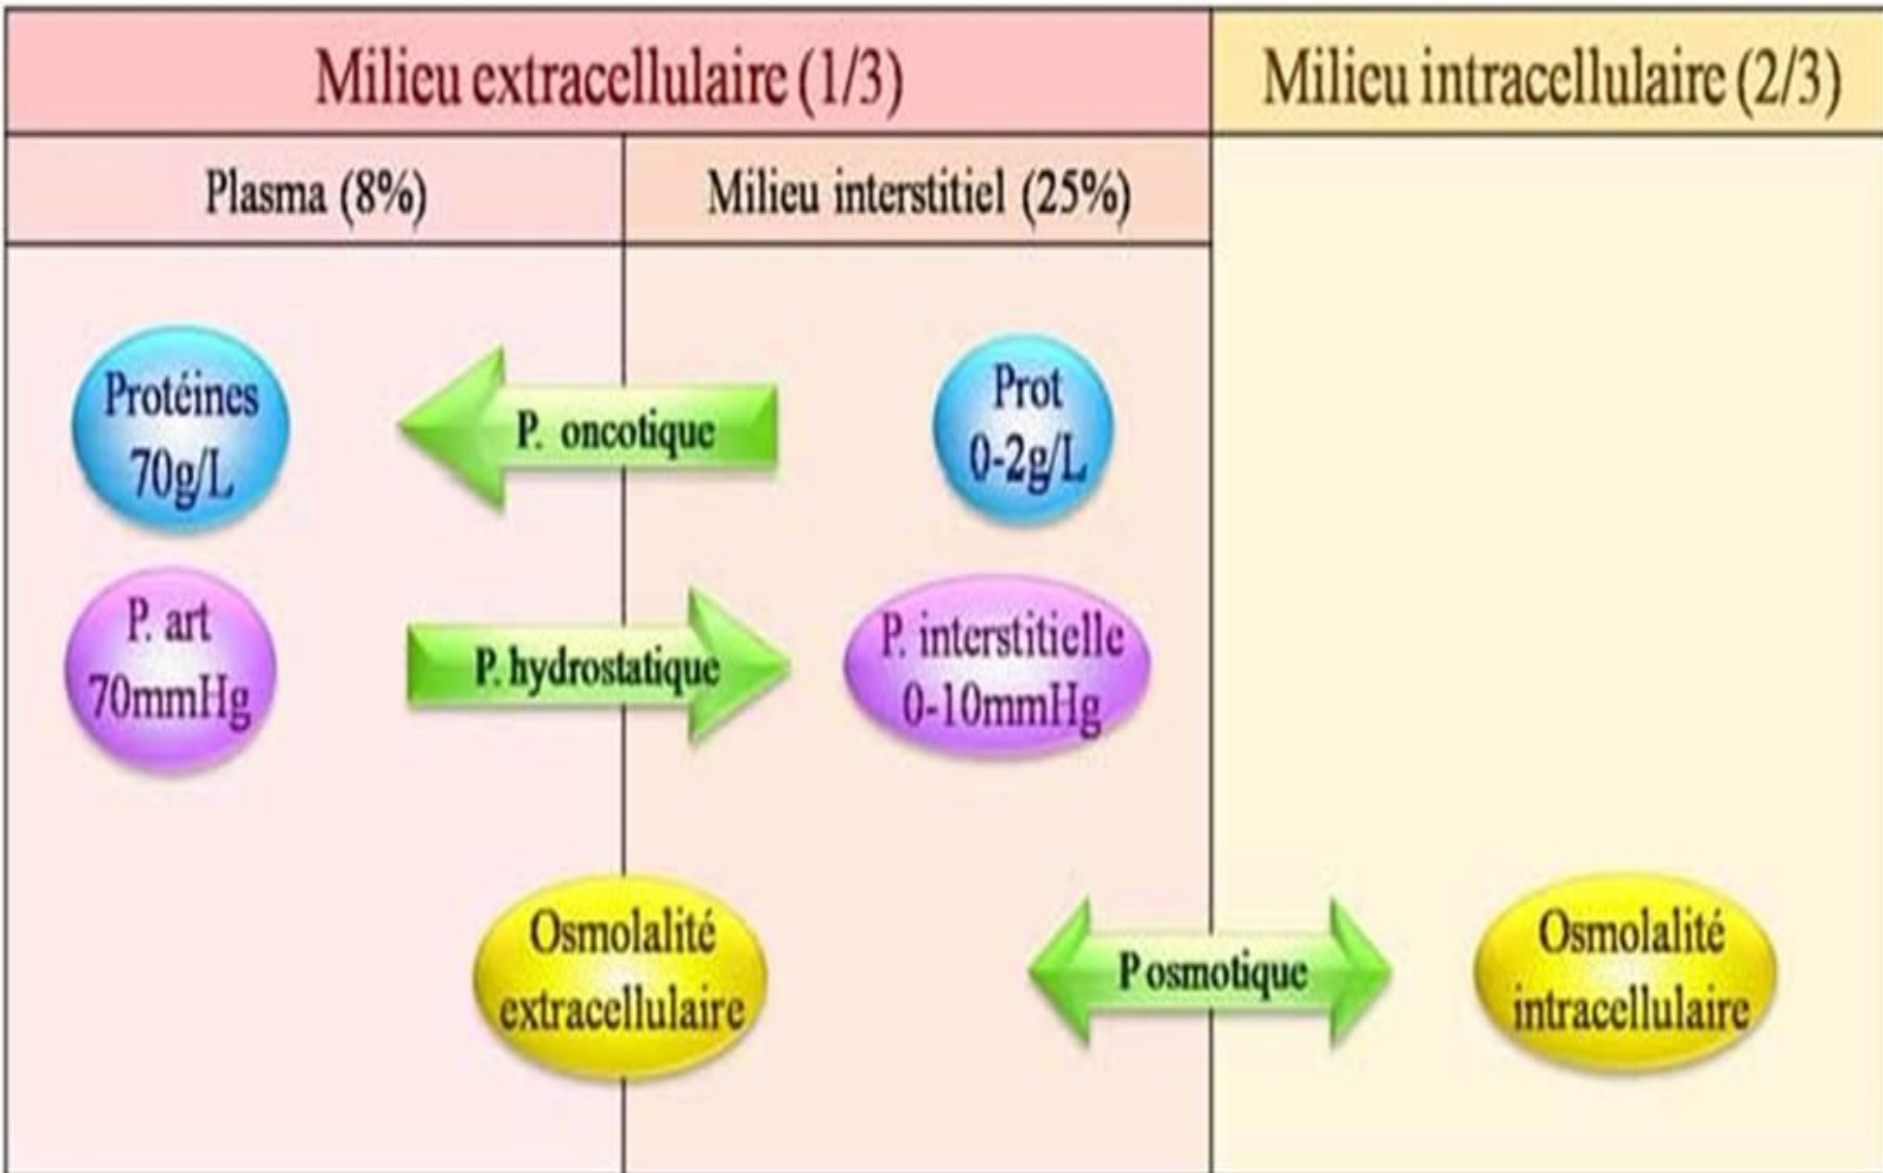 Milieu extracellulaire (1/3)
Milieu intracellulaire (2/3)
Plasma (8%)
Milieu interstitiel (25%)
Protéines
70g/L
P. oncotique
Prot
0-2g/L
P. art
70mmHg
P. hydrostatique
P. interstitielle
0-10mmHg
Osmolalité
extracellulaire
P osmotique
Osmolalité
intracellulaire